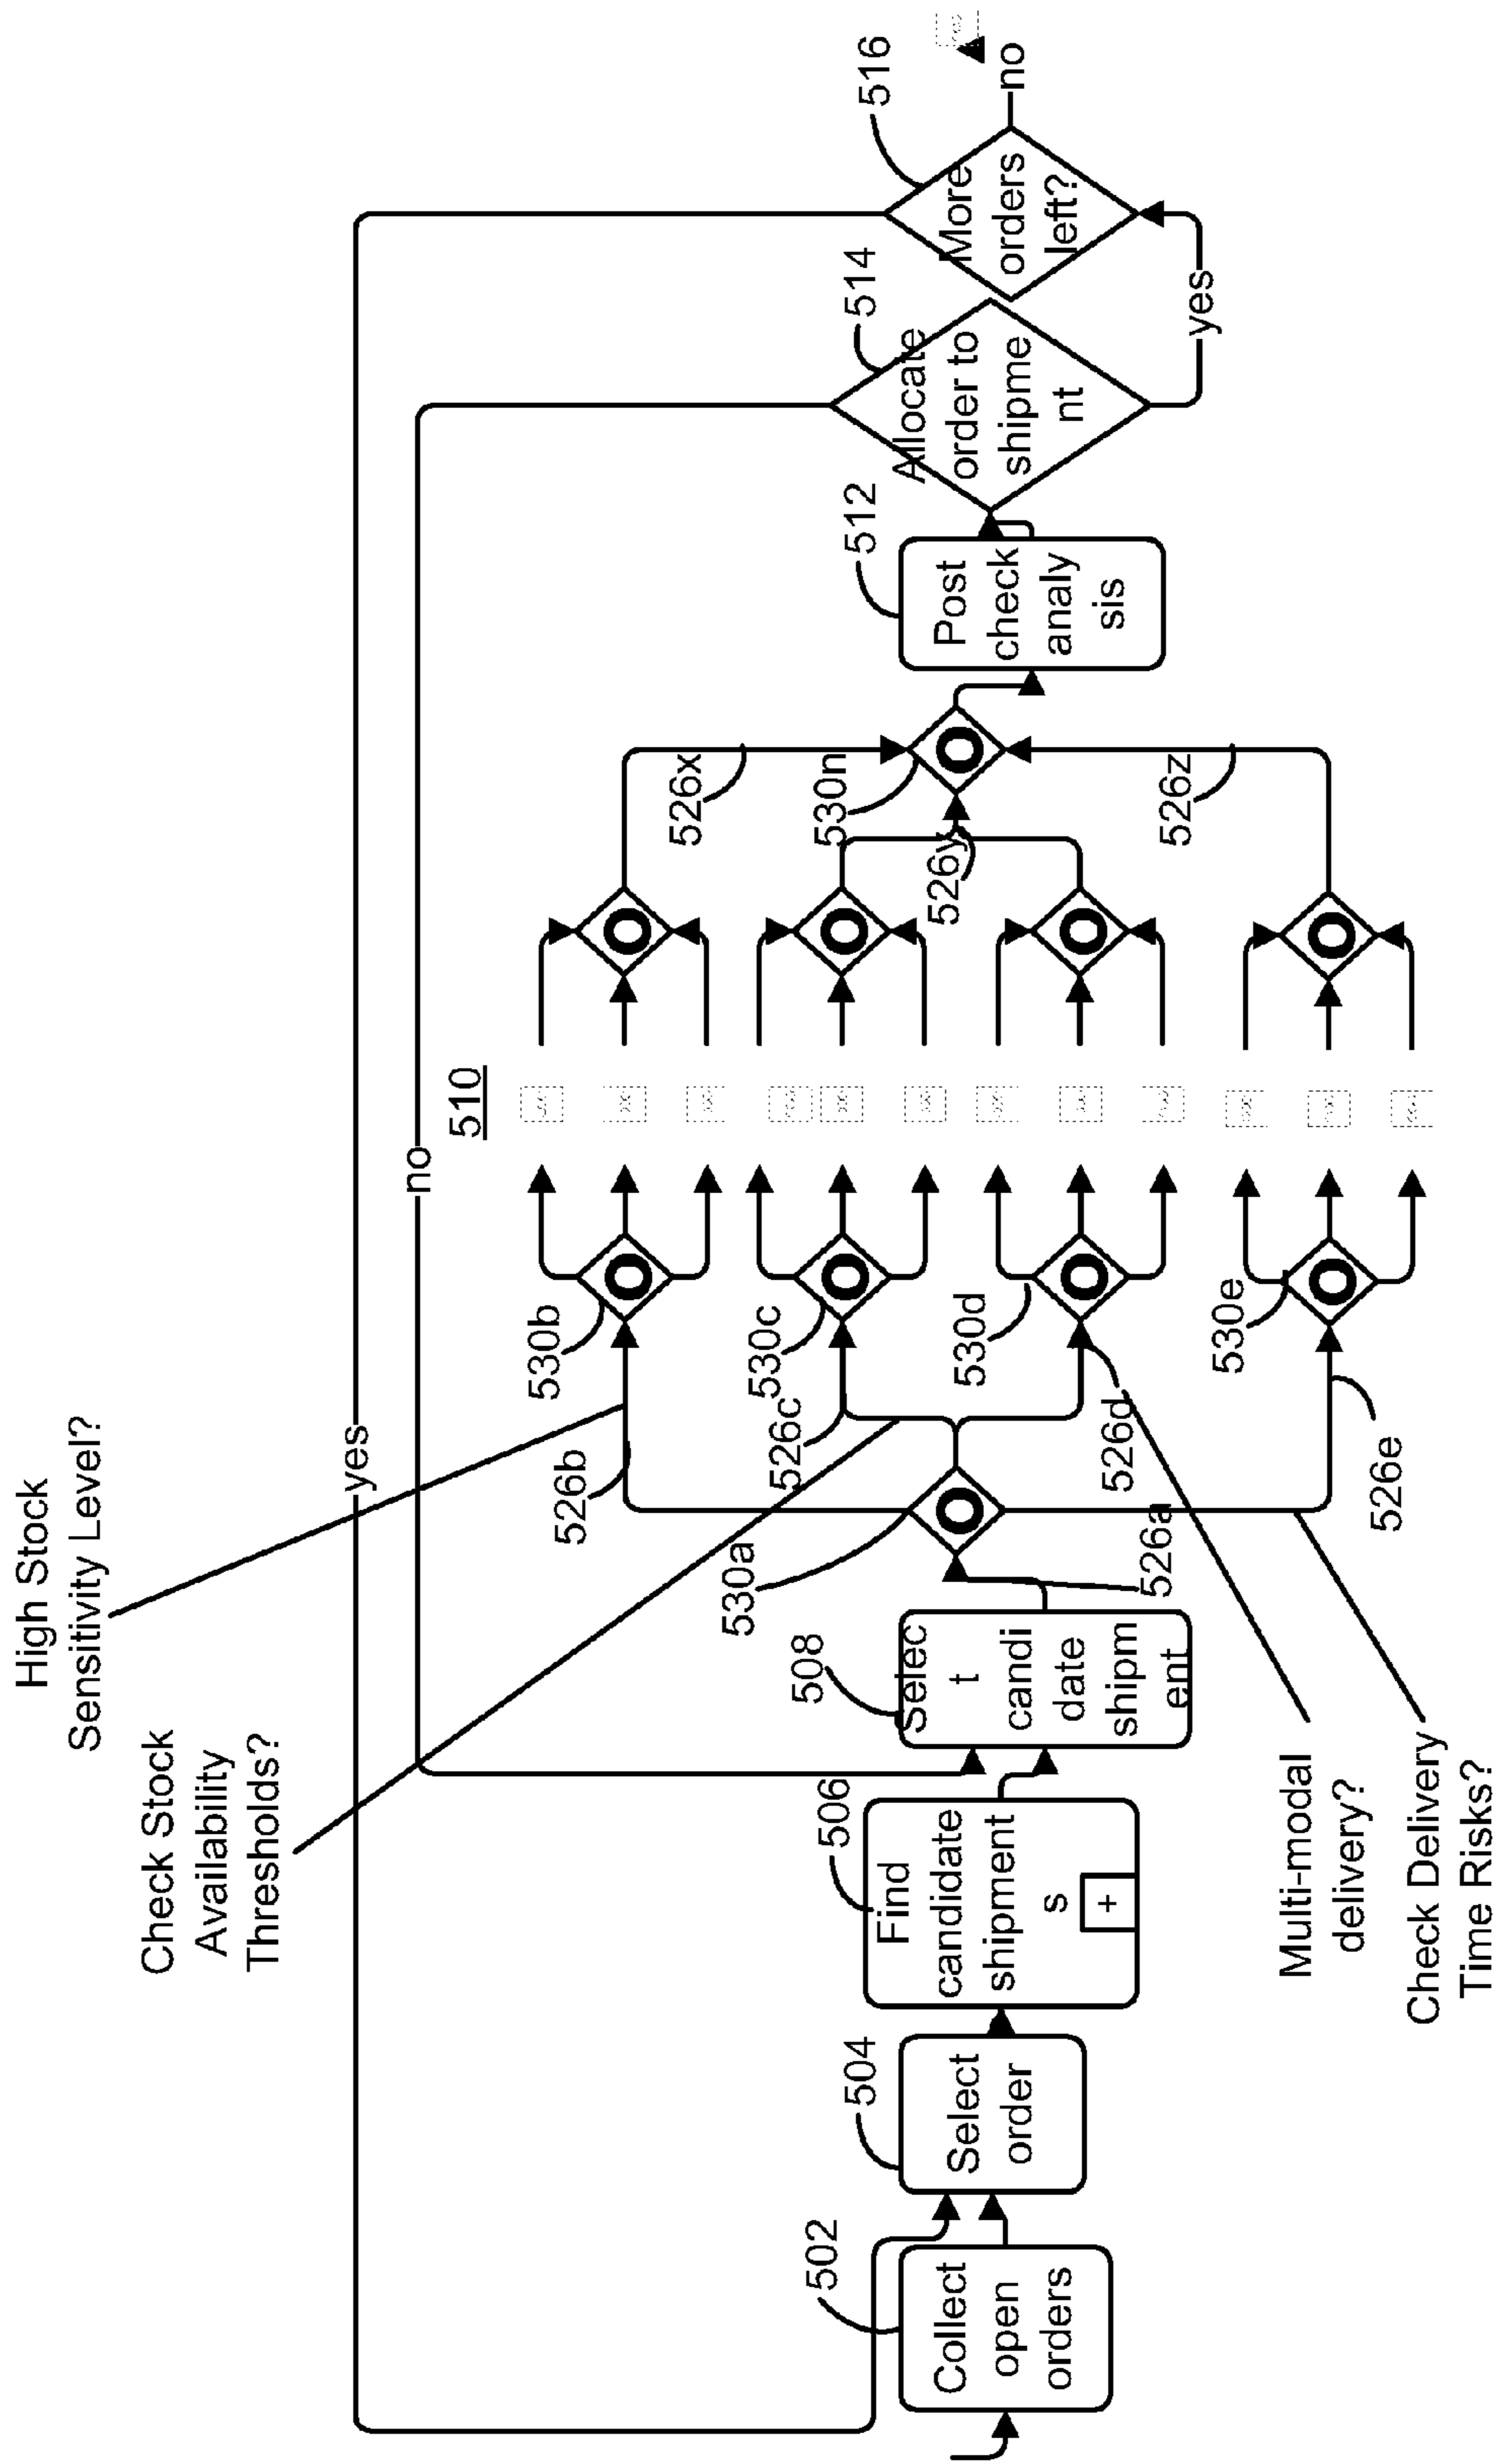 High Stock
Sensitivity Level?
Check Stock
Availability
Thresholds?
yes
no
510
502
Collect
open
orders
504
Select
order
506
Find
candidate
shipment
s
+
508
Selec
t
candi
date
shipm
ent
530a
526a
526b
530b
526c
530c
526d
530d
526e
530e
526x
530n
526y
526z
512
Post
check
analy
sis
514
Allocate
order to
shipme
nt
yes
516
More
orders
left?
no
Multi-modal
delivery?
Check Delivery
Time Risks?